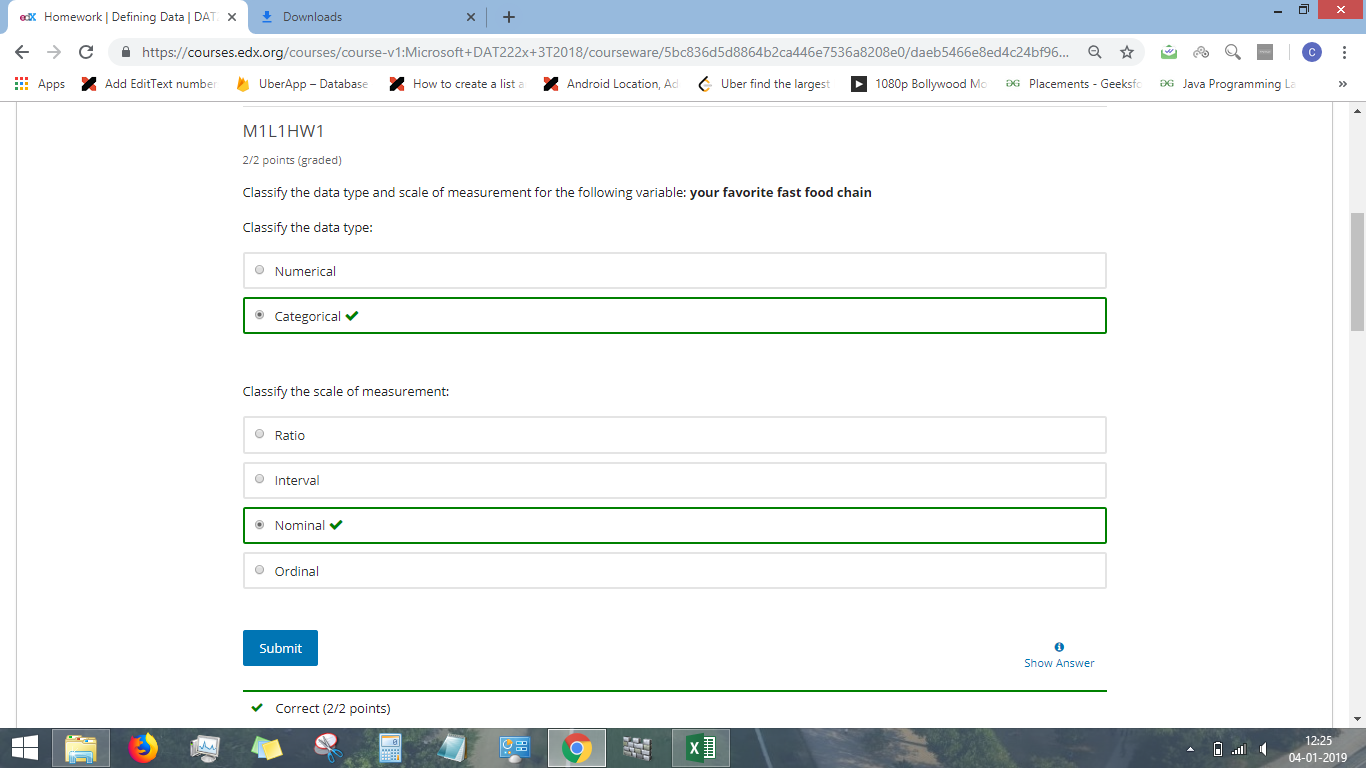 edX Homework | Defining Data | DAT
Downloads
https://courses.edx.org/courses/course-v1:Microsoft+DAT222x+3T2018/courseware/5bc836d5d8864b2ca446e7536a8208e0/daeb5466e8ed4c24bf96...
C
Apps Add EditText number UberApp – Database How to create a list a Android Location, Ad Uber find the largest 1080p Bollywood Mo Placements - Geeksfo Java Programming La »
M1L1HW1
2/2 points (graded)
Classify the data type and scale of measurement for the following variable: your favorite fast food chain
Classify the data type:
Numerical
Categorical
Classify the scale of measurement:
Ratio
Interval
Nominal
Ordinal
Submit
Show Answer
Correct (2/2 points)
12:25
04-01-2019